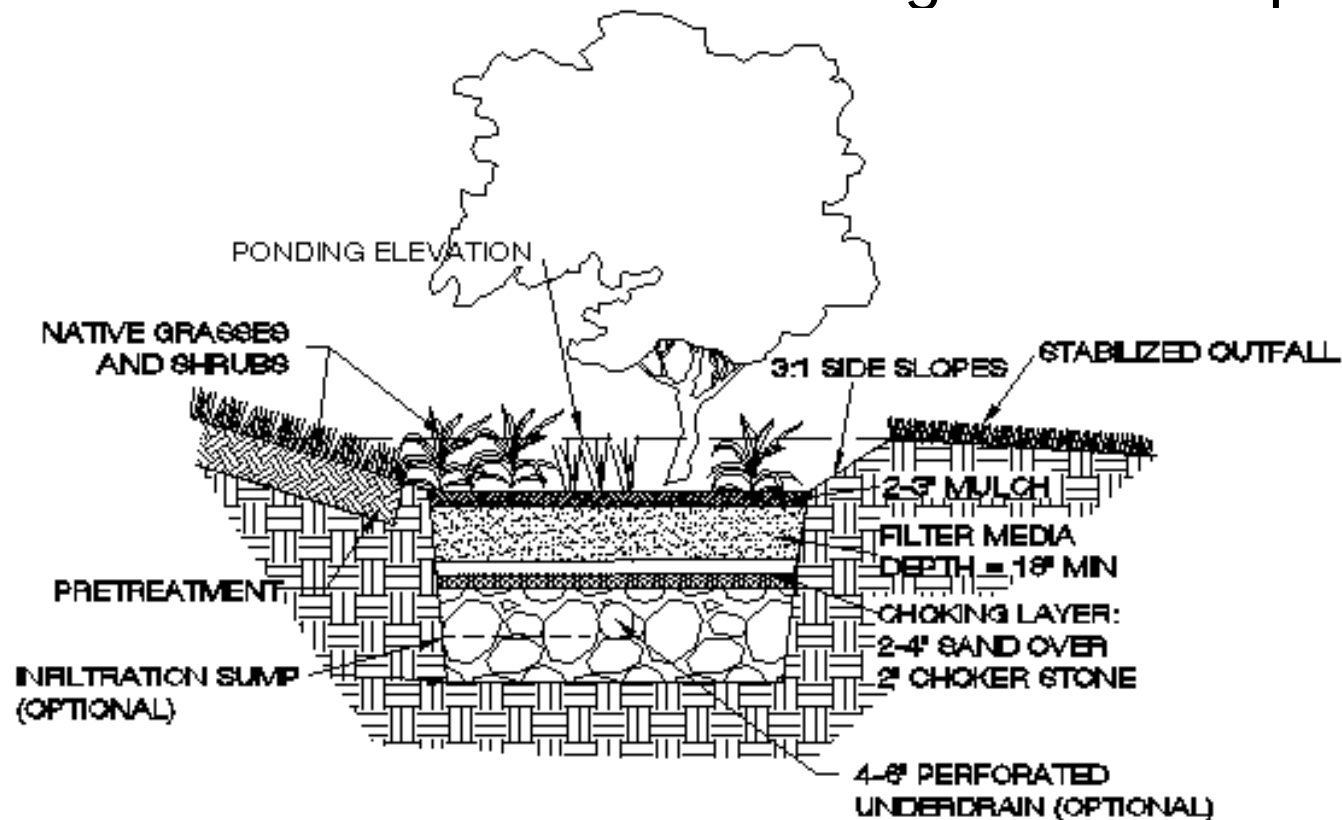 PONDING ELEVATION
NATIVE GRASSES
AND SHRUBS
3:1 SIDE SLOPES
STABILIZED OUTFALL
2-3" MULCH
FILTER MEDIA
DEPTH = 18" MIN
PRETREATMENT
CHOKING LAYER:
2-4" SAND OVER
2" CHOKER STONE
INFILTRATION SUMP
(OPTIONAL)
4-6" PERFORATED
UNDERDRAIN (OPTIONAL)